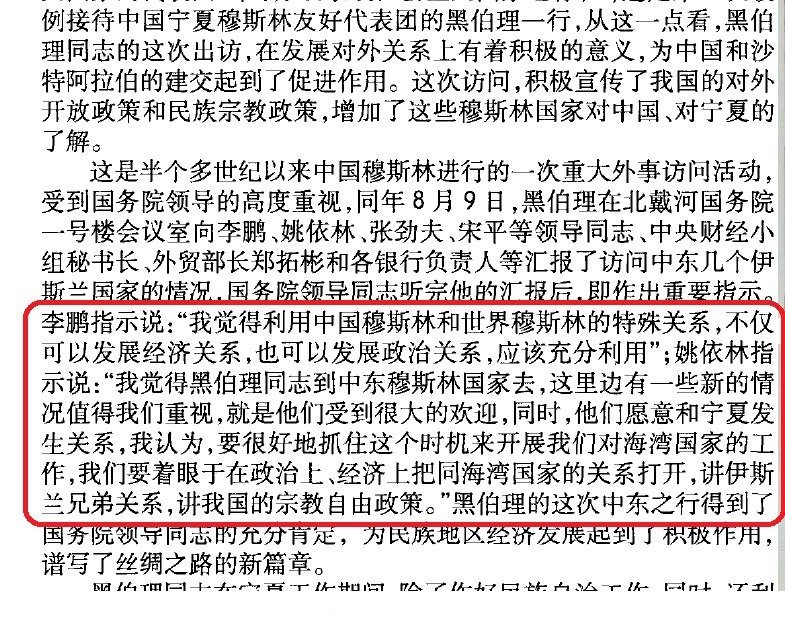 例接待中国宁夏穆斯林友好代表团的黑伯理一行，从这一点看，黑伯
理同志的这次出访，在发展对外关系上有着积极的意义，为中国和沙
特阿拉伯的建交起到了促进作用。这次访问，积极宣传了我国的对外
开放政策和民族宗教政策，增加了这些穆斯林国家对中国、对宁夏的
了解。
这是半个多世纪以来中国穆斯林进行的一次重大外事访问活动，
受到国务院领导的高度重视，同年8月9日，黑伯理在北戴河国务院
一号楼会议室向李鹏、姚依林、张劲夫、宋平等领导同志、中央财经小
组秘书长、外贸部长郑拓彬和各银行负责人等汇报了访问中东几个伊
斯兰国家的情况，国务院领导同志听完他的汇报后，即作出重要指示。
李鹏指示说：“我觉得利用中国穆斯林和世界穆斯林的特殊关系，不仅
可以发展经济关系，也可以发展政治关系，应该充分利用”；姚依林指
示说：“我觉得黑伯理同志到中东穆斯林国家去，这里边有一些新的情
况值得我们重视，就是他们受到很大的欢迎，同时，他们愿意和宁夏发
生关系，我认为，要很好地抓住这个时机来开展我们对海湾国家的工
作，我们要着眼于在政治上、经济上把同海湾国家的关系打开，讲伊斯
兰兄弟关系，讲我国的宗教自由政策。”黑伯理的这次中东之行得到了
国务院领导同志的充分肯定，为民族地区经济发展起到了积极作用，
谱写了丝绸之路的新篇章。
黑伯理同志在宁夏工作期间，除了作好民族自治工作，同时，还利